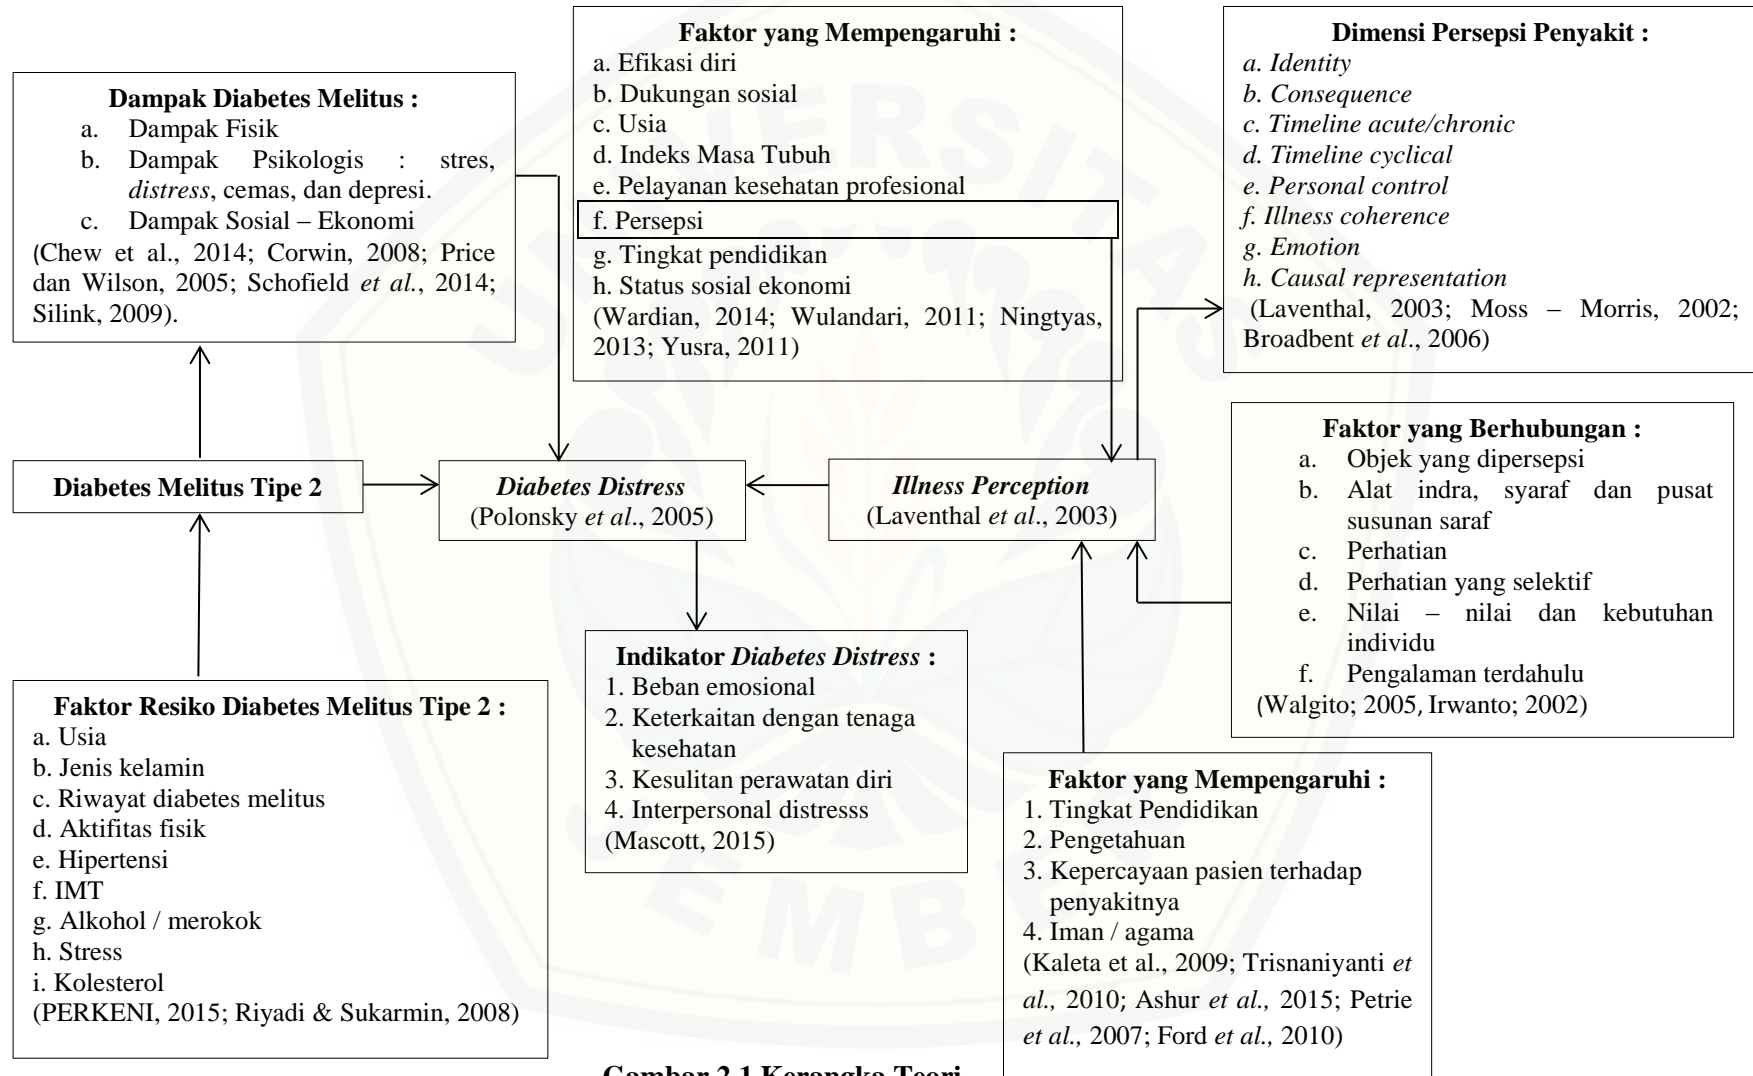 Dampak Diabetes Melitus :
a. Dampak Fisik
b. Dampak Psikologis : stres,
distress, cemas, dan depresi.
c. Dampak Sosial – Ekonomi
(Chew et al., 2014; Corwin, 2008; Price
dan Wilson, 2005; Schofield et al., 2014;
Silink, 2009).
Faktor yang Mempengaruhi :
a. Efikasi diri
b. Dukungan sosial
c. Usia
d. Indeks Masa Tubuh
e. Pelayanan kesehatan profesional
f. Persepsi
g. Tingkat pendidikan
h. Status sosial ekonomi
(Wardian, 2014; Wulandari, 2011; Ningtyas,
2013; Yusra, 2011)
Dimensi Persepsi Penyakit :
a. Identity
b. Consequence
c. Timeline acute/chronic
d. Timeline cyclical
e. Personal control
f. Illness coherence
g. Emotion
h. Causal representation
(Laventhal, 2003; Moss – Morris, 2002;
Broadbent et al., 2006)
Diabetes Melitus Tipe 2
Diabetes Distress
(Polonsky et al., 2005)
Illness Perception
(Laventhal et al., 2003)
Faktor yang Berhubungan :
a. Objek yang dipersepsi
b. Alat indra, syaraf dan pusat
susunan saraf
c. Perhatian
d. Perhatian yang selektif
e. Nilai – nilai dan kebutuhan
individu
f. Pengalaman terdahulu
(Walgito; 2005, Irwanto; 2002)
Faktor Resiko Diabetes Melitus Tipe 2 :
a. Usia
b. Jenis kelamin
c. Riwayat diabetes melitus
d. Aktifitas fisik
e. Hipertensi
f. IMT
g. Alkohol / merokok
h. Stress
i. Kolesterol
(PERKENI, 2015; Riyadi & Sukarmin, 2008)
Indikator Diabetes Distress :
1. Beban emosional
2. Keterkaitan dengan tenaga
kesehatan
3. Kesulitan perawatan diri
4. Interpersonal distresss
(Mascott, 2015)
Faktor yang Mempengaruhi :
1. Tingkat Pendidikan
2. Pengetahuan
3. Kepercayaan pasien terhadap
penyakitnya
4. Iman / agama
(Kaleta et al., 2009; Trisnaniyanti et
al., 2010; Ashur et al., 2015; Petrie
et al., 2007; Ford et al., 2010)
Gambar 2.1 Kerangka Teori
UNIVERSITAS
JEMBER